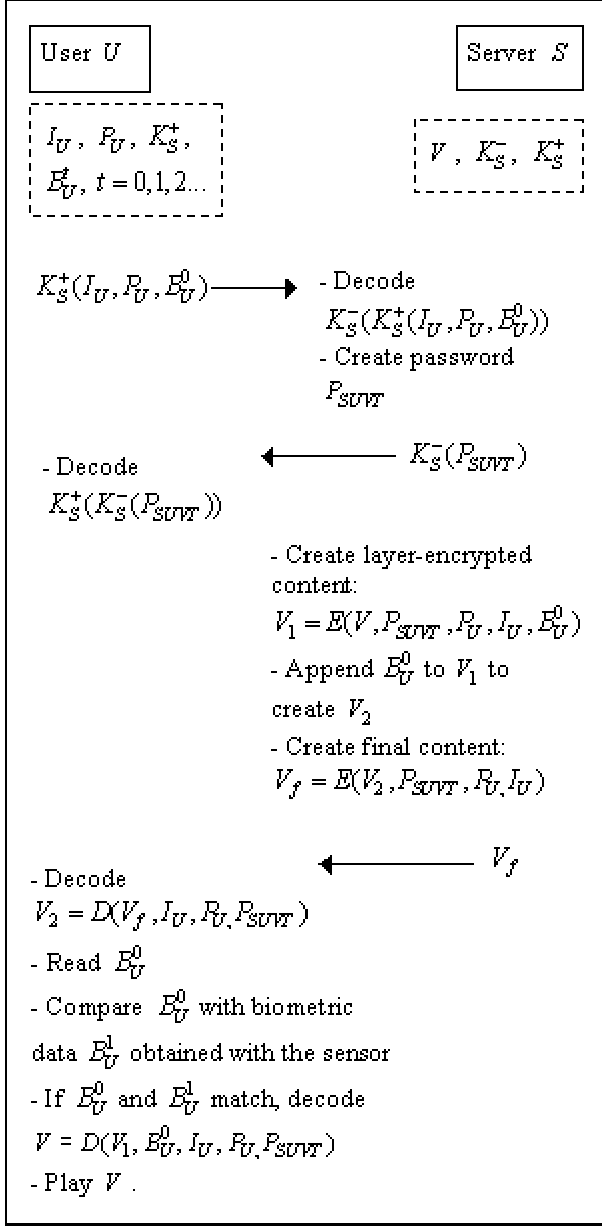 User U
Server S
I_U , P_U , K_S^+ ,
B_U^t , t = 0,1,2...
V , K_S^- , K_S^+
K_S^+(I_U, P_U, B_U^0)
- Decode
K_S^-(K_S^+(I_U, P_U, B_U^0))
- Create password
P_SUVT
K_S^-(P_SUVT)
- Decode
K_S^+(K_S^-(P_SUVT))
- Create layer-encrypted
content:
V_1 = E(V, P_SUVT, P_U, I_U, B_U^0)
- Append B_U^0 to V_1 to
create V_2
- Create final content:
V_f = E(V_2, P_SUVT, P_U, I_U)
V_f
- Decode
V_2 = D(V_f, I_U, P_U, P_SUVT)
- Read B_U^0
- Compare B_U^0 with biometric
data B_U^1 obtained with the sensor
- If B_U^0 and B_U^1 match, decode
V = D(V_1, B_U^0, I_U, P_U, P_SUVT)
- Play V .